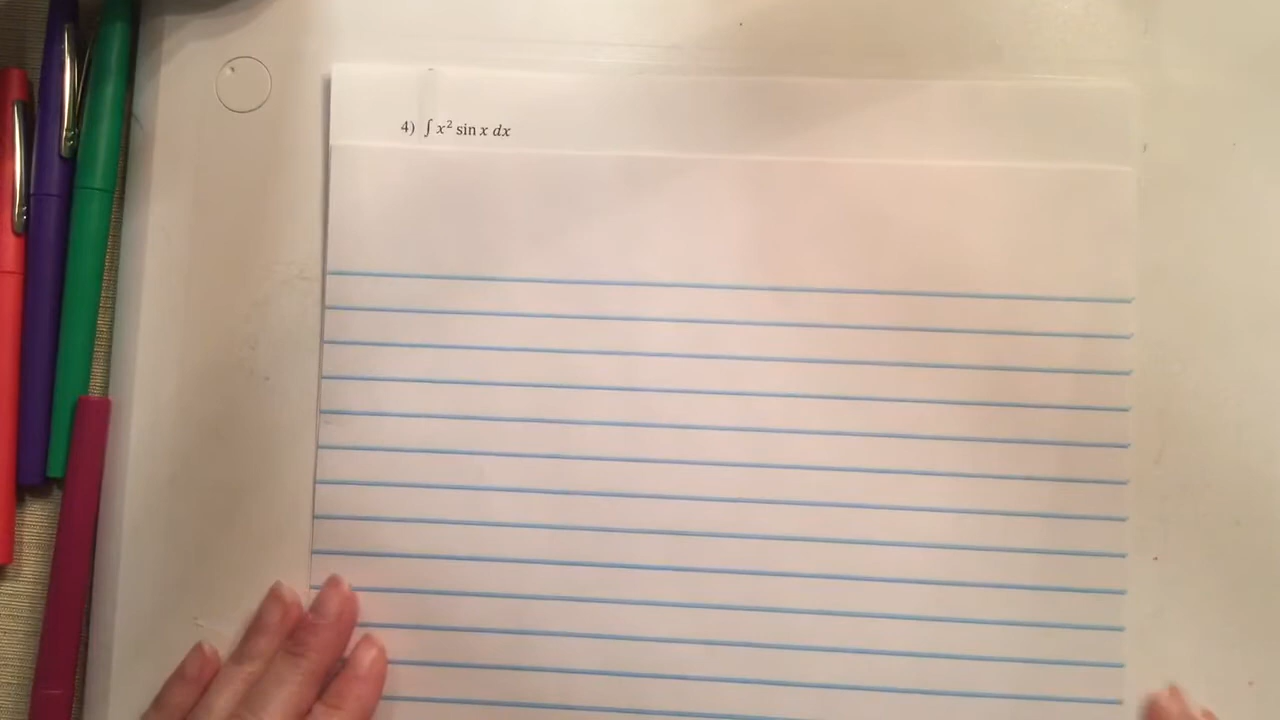 4) ∫ x² sin x dx